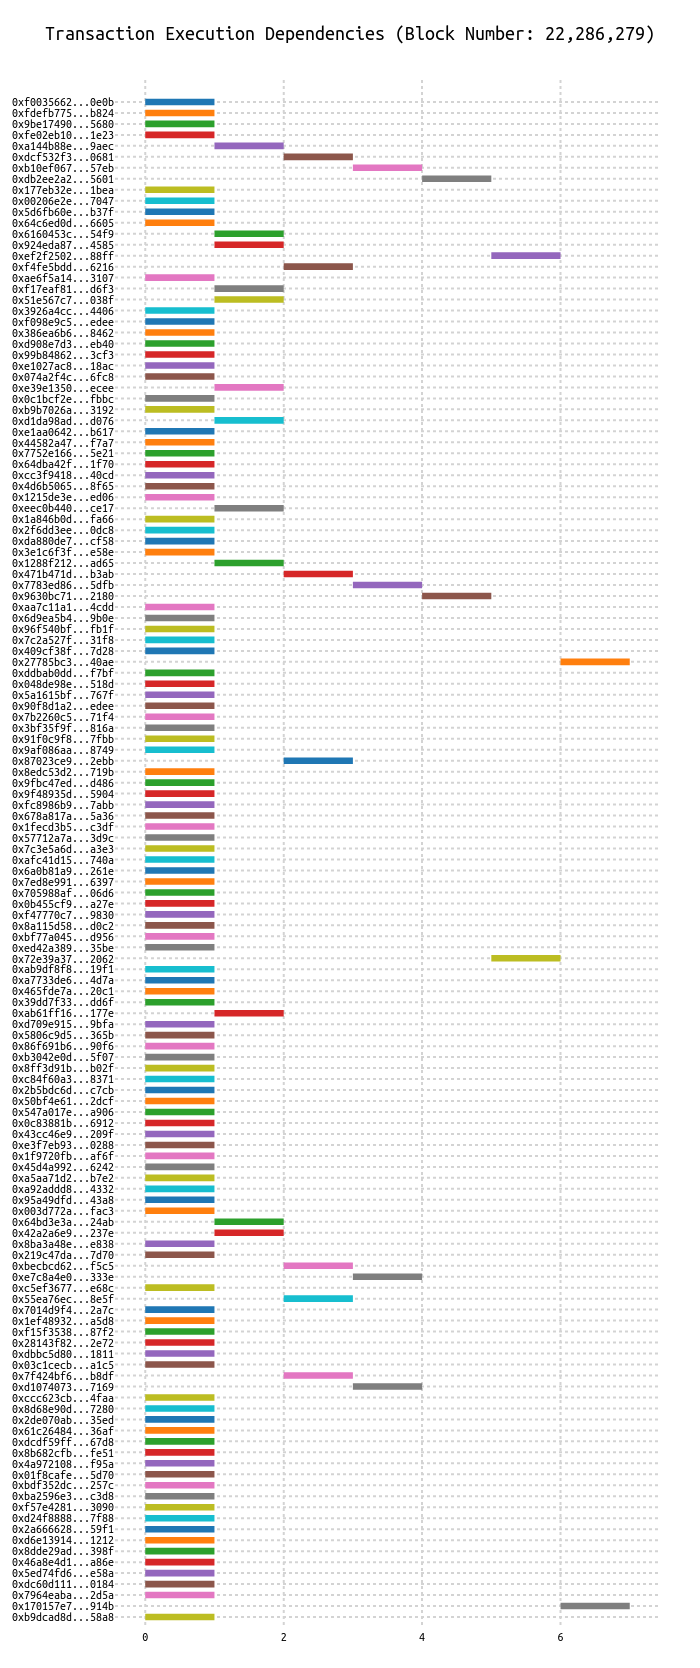 Transaction Execution Dependencies (Block Number: 22,286,279)
0xf0035662...0e0b
0xfdefb775...b824
0x9be17490...5680
0xfe02eb10...1e23
0xa144b88e...9aec
0xdcf532f3...0681
0xb10ef067...57eb
0xdb2ee2a2...5601
0x177eb32e...1bea
0x00206e2e...7047
0x5d6fb60e...b37f
0x64c6ed0d...6605
0x6160453c...54f9
0x924eda87...4585
0xef2f2502...88ff
0xf4fe5bdd...6216
0xae6f5a14...3107
0xf17eaf81...d6f3
0x51e567c7...038f
0x3926a4cc...4406
0xf098e9c5...edee
0x386ea6b6...8462
0xd908e7d3...eb40
0x99b84862...3cf3
0xe1027ac8...18ac
0x074a2f4c...6fc8
0xe39e1350...ecee
0x0c1bcf2e...fbbc
0xb9b7026a...3192
0xd1da98ad...d076
0xe1aa0642...b617
0x44582a47...f7a7
0x7752e166...5e21
0x64dba42f...1f70
0xcc3f9418...40cd
0x4d6b5065...8f65
0x1215de3e...ed06
0xeec0b440...ce17
0x1a846b0d...fa66
0x2f6dd3ee...0dc8
0xda880de7...cf58
0x3e1c6f3f...e58e
0x1288f212...ad65
0x471b471d...b3ab
0x7783ed86...5dfb
0x9630bc71...2180
0xaa7c11a1...4cdd
0x6d9ea5b4...9b0e
0x96f540bf...fb1f
0x7c2a527f...31f8
0x409cf38f...7d28
0x27785bc3...40ae
0xddbab0dd...f7bf
0x048de98e...518d
0x5a1615bf...767f
0x90f8d1a2...edee
0x7b2260c5...71f4
0x3bf35f9f...816a
0x91f0c9f8...7fbb
0x9af086aa...8749
0x87023ce9...2ebb
0x8edc53d2...719b
0x9fbc47ed...d486
0x9f48935d...5904
0xfc8986b9...7abb
0x678a817a...5a36
0x1fecd3b5...c3df
0x57712a7a...3d9c
0x7c3e5a6d...a3e3
0xafc41d15...740a
0x6a0b81a9...261e
0x7ed8e991...6397
0x705988af...06d6
0x0b455cf9...a27e
0xf47770c7...9830
0x8a115d58...d0c2
0xbf77a045...d956
0xed42a389...35be
0x72e39a37...2062
0xab9df8f8...19f1
0xa7733de6...4d7a
0x465fde7a...20c1
0x39dd7f33...dd6f
0xab61ff16...177e
0xd709e915...9bfa
0x5806c9d5...365b
0x86f691b6...90f6
0xb3042e0d...5f07
0x8ff3d91b...b02f
0xc84f60a3...8371
0x2b5bdc6d...c7cb
0x50bf4e61...2dcf
0x547a017e...a906
0x0c83881b...6912
0x43cc46e9...209f
0xe3f7eb93...0288
0x1f9720fb...af6f
0x45d4a992...6242
0xa5aa71d2...b7e2
0xa92addd8...4332
0x95a49dfd...43a8
0x003d772a...fac3
0x64bd3e3a...24ab
0x42a2a6e9...237e
0x8ba3a48e...e838
0x219c47da...7d70
0xbecbcd62...f5c5
0xe7c8a4e0...333e
0xc5ef3677...e68c
0x55ea76ec...8e5f
0x7014d9f4...2a7c
0x1ef48932...a5d8
0xf15f3538...87f2
0x28143f82...2e72
0xdbbc5d80...1811
0x03c1cecb...a1c5
0x7f424bf6...b8df
0xd1074073...7169
0xccc623cb...4faa
0x8d68e90d...7280
0x2de070ab...35ed
0x61c26484...36af
0xdcdf59ff...67d8
0x8b682cfb...fe51
0x4a972108...f95a
0x01f8cafe...5d70
0xbdf352dc...257c
0xba2596e3...c3d8
0xf57e4281...3090
0xd24f8888...7f88
0x2a666628...59f1
0xd6e13914...1212
0x8dde29ad...398f
0x46a8e4d1...a86e
0x5ed74fd6...e58a
0xdc60d111...0184
0x7964eaba...2d5a
0x170157e7...914b
0xb9dcad8d...58a8
0 2 4 6